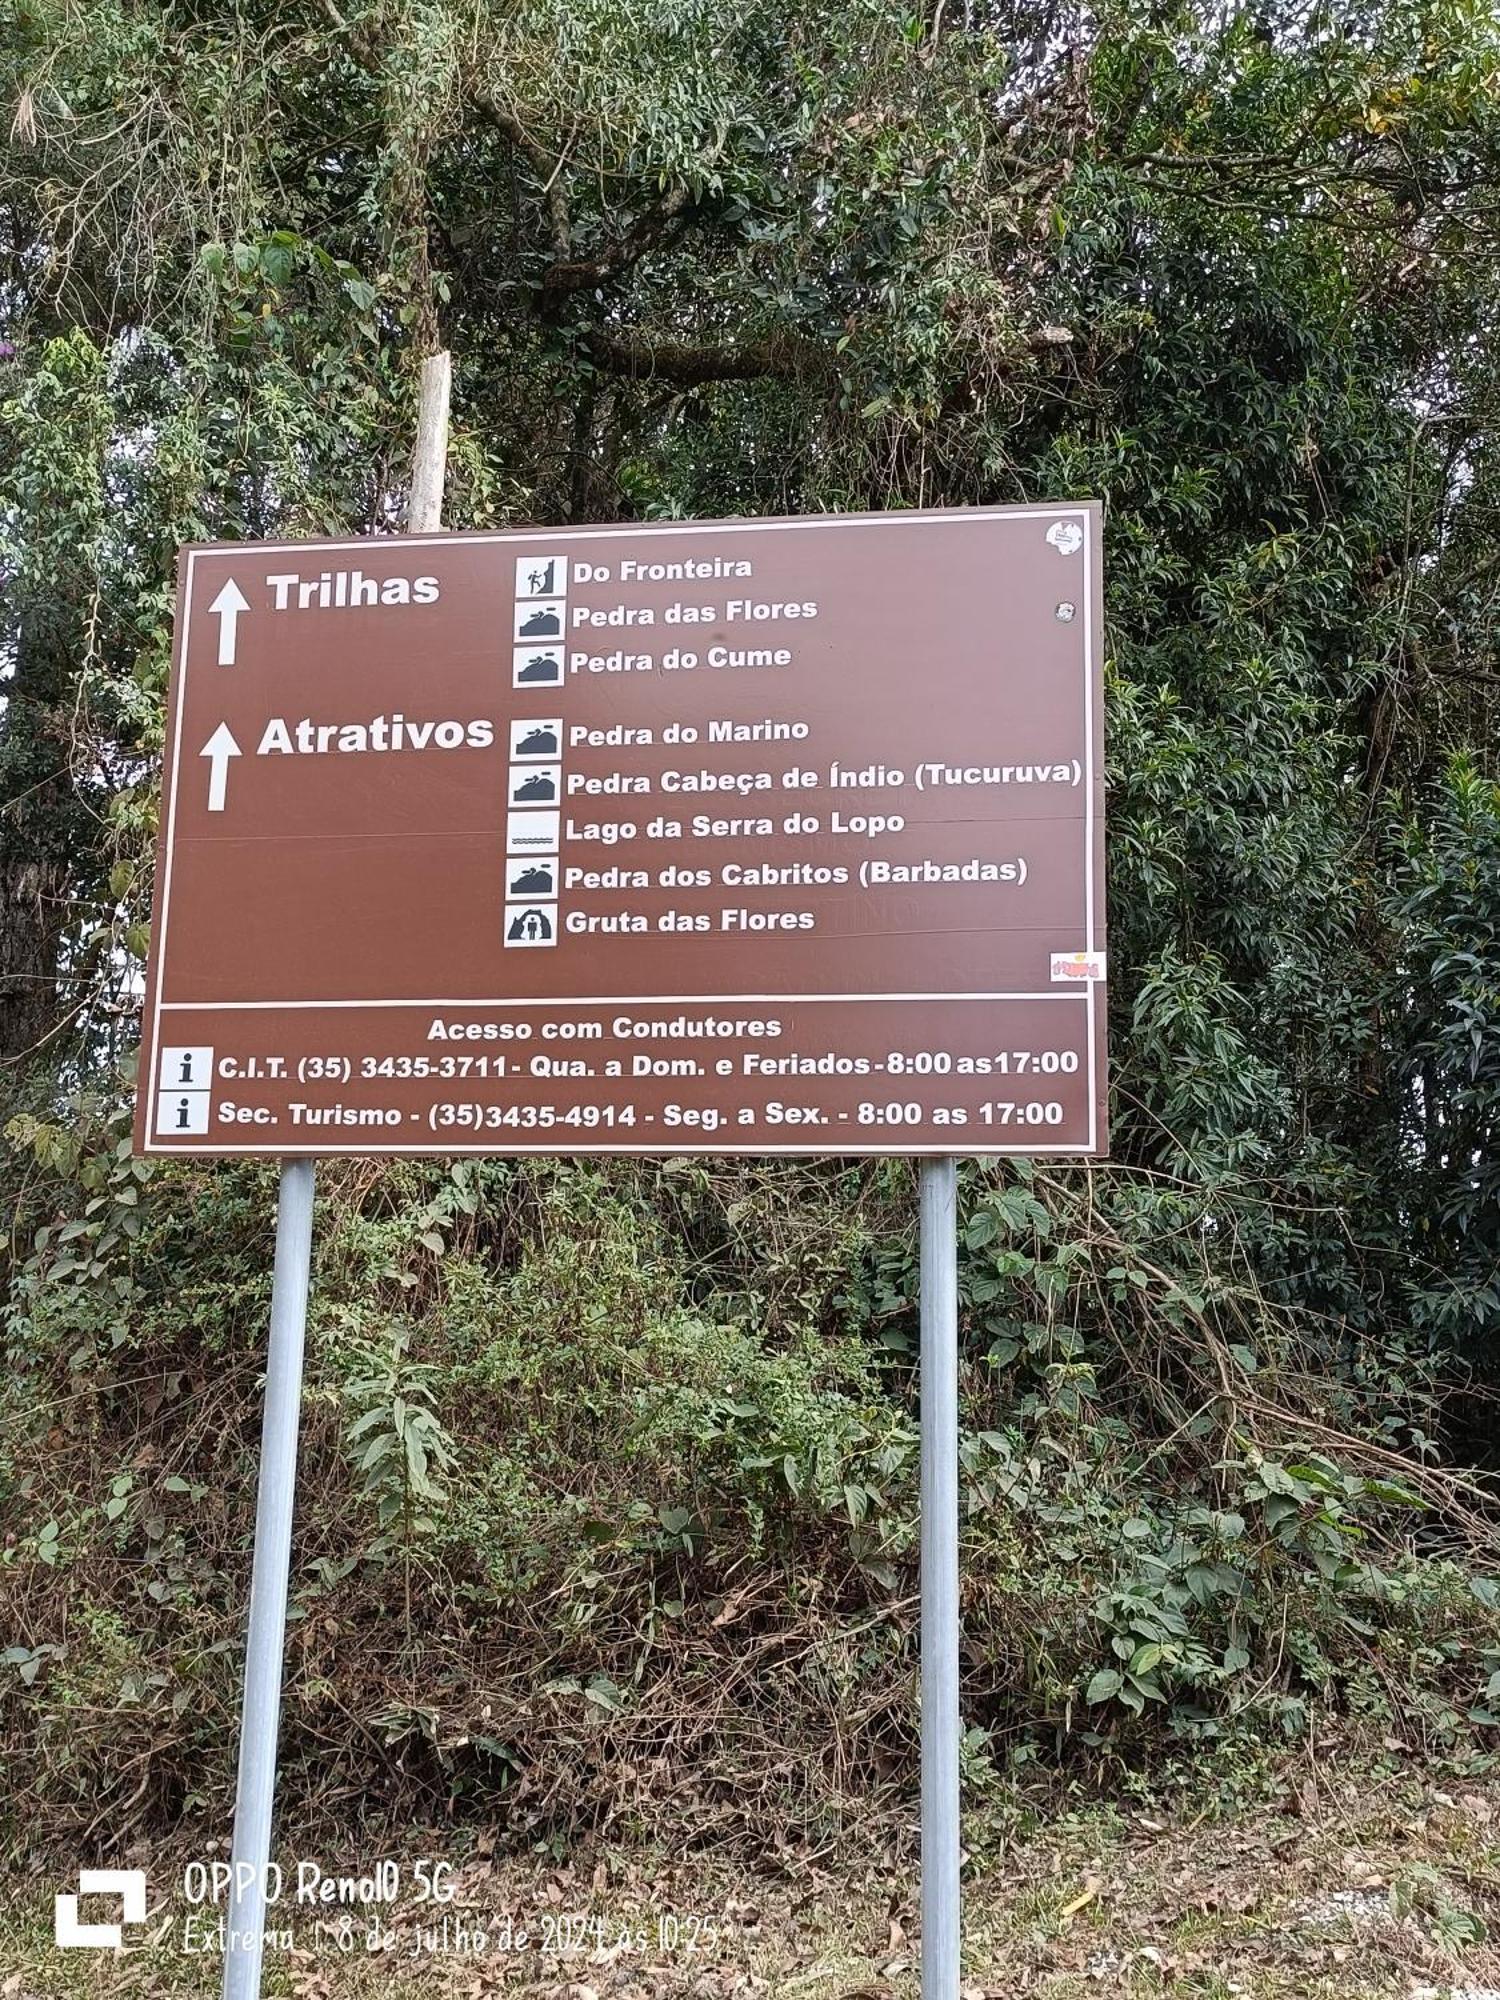 Trilhas
Do Fronteira
Pedra das Flores
Pedra do Cume
Atrativos
Pedra do Marino
Pedra Cabeça de Índio (Tucuruva)
Lago da Serra do Lopo
Pedra dos Cabritos (Barbadas)
Gruta das Flores
Acesso com Condutores
i C.I.T. (35) 3435-3711- Qua. a Dom. e Feriados-8:00 as17:00
i Sec. Turismo - (35)3435-4914 - Seg. a Sex. - 8:00 as 17:00
OPPO Reno10 5G
Extrema | 8 de julho de 2024 às 10:25